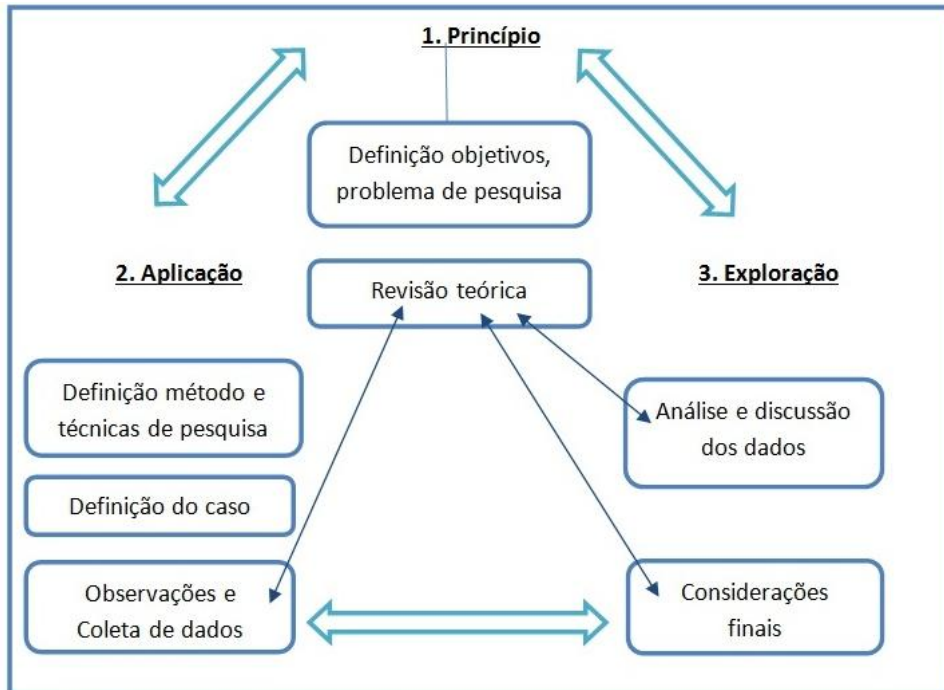 1. Princípio
Definição objetivos,
problema de pesquisa
Revisão teórica
2. Aplicação
Definição método e
técnicas de pesquisa
Definição do caso
Observações e
Coleta de dados
3. Exploração
Análise e discussão
dos dados
Considerações
finais